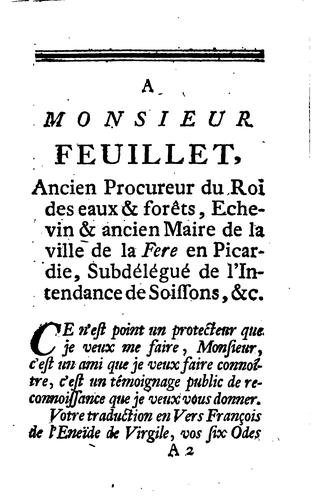 A
MONSIEUR
FEUILLET,
Ancien Procureur du Roi
des eaux & forêts, Eche-
vin & ancien Maire de la
ville de la Fere en Picar-
die, Subdélégué de l'In-
tendance de Soiſſons, &c.
CE n'eſt point un protecteur que
je veux me faire, Monſieur,
c'eſt un ami que je veux faire connoî-
tre, c'eſt un témoignage public de re-
connoiſſance que je veux vous donner.
Votre traduction en Vers François
de l'Eneïde de Virgile, vos ſix Odes
A 2